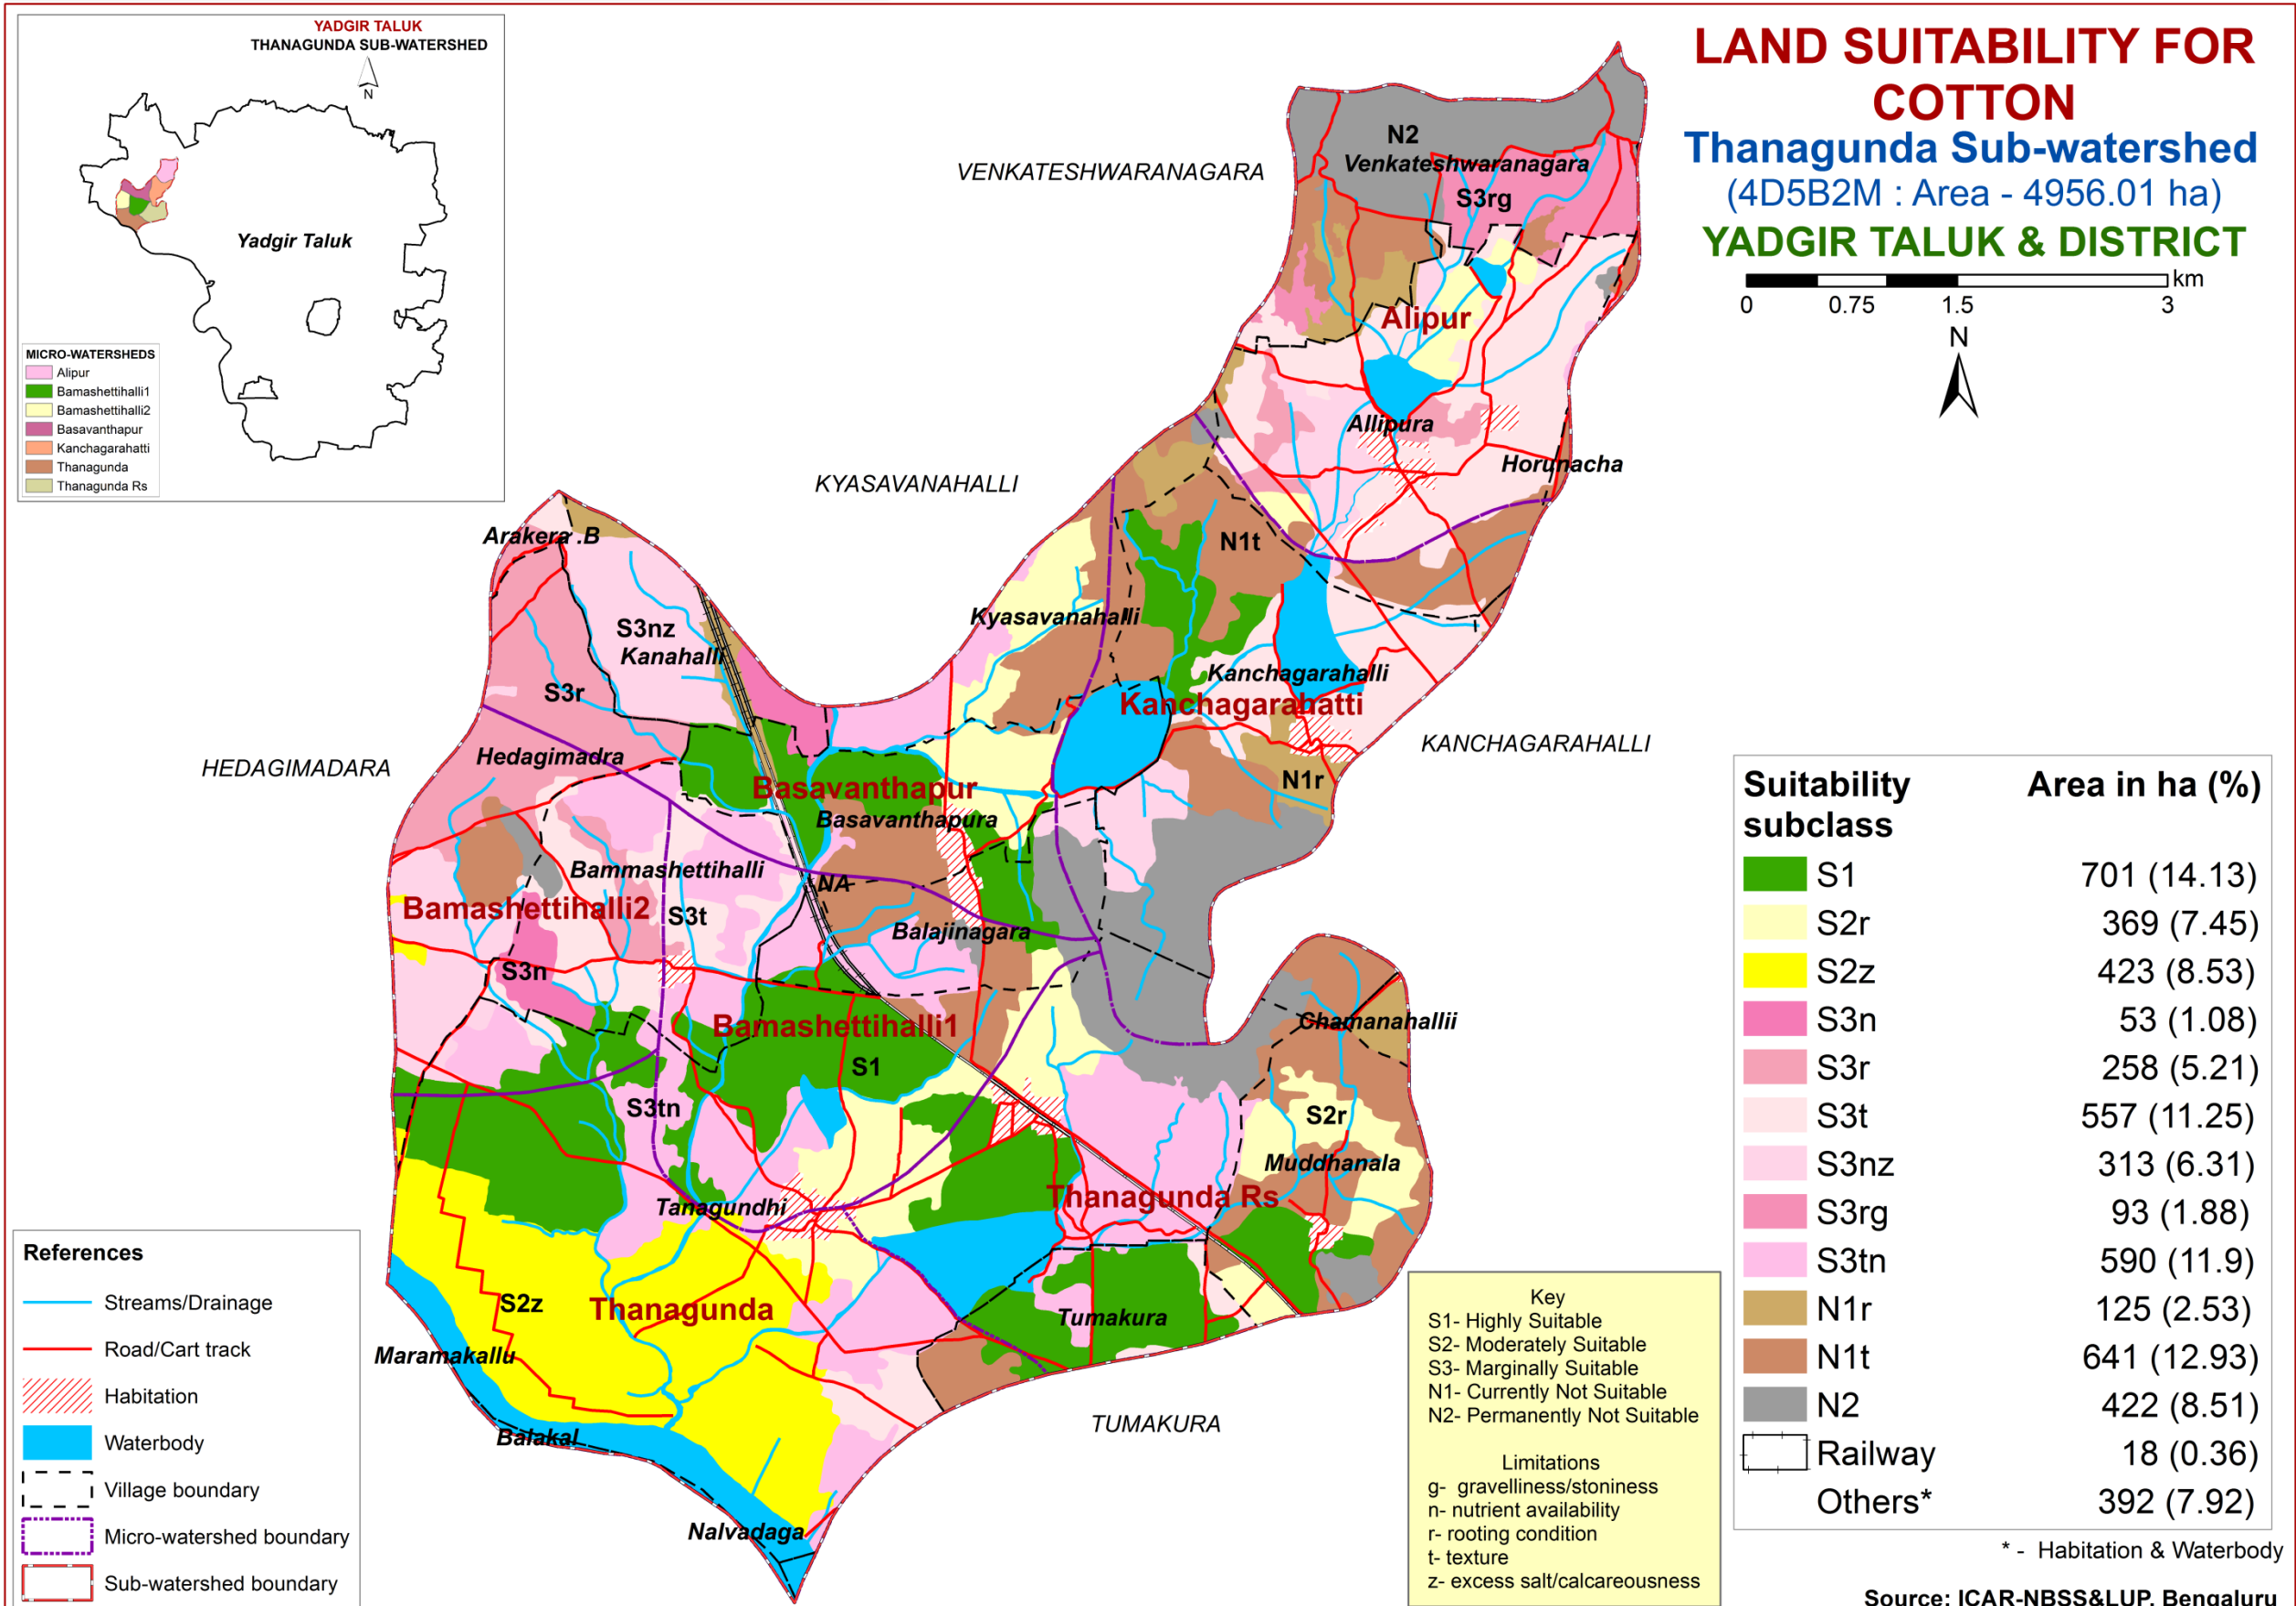 YADGIR TALUK
THANAGUNDA SUB-WATERSHED
N
Yadgir Taluk
MICRO-WATERSHEDS
Alipur
Bamashettihalli1
Bamashettihalli2
Basavanthapur
Kanchagarahatti
Thanagunda
Thanagunda Rs
LAND SUITABILITY FOR
COTTON
Thanagunda Sub-watershed
(4D5B2M : Area - 4956.01 ha)
YADGIR TALUK & DISTRICT
km
0 0.75 1.5 3
N
N2
Venkateshwaranagara
VENKATESHWARANAGARA
S3rg
Alipur
Allipura
Horunacha
KYASAVANAHALLI
Arakera .B
N1t
Kyasavanahalli
S3nz
Kanahalli
S3r
Kanchagarahalli
Kanchagarahatti
KANCHAGARAHALLI
HEDAGIMADARA
Hedagimadra
Basavanthapur
Basavanthapura
N1r
Bammashettihalli
NA
Bamashettihalli2
S3t
Balajinagara
S3n
Bamashettihalli1
Chamanahallii
S1
S3tn
S2r
Muddhanala
Thanagunda Rs
Tanagundhi
S2z
Thanagunda
Tumakura
Maramakallu
TUMAKURA
Balakal
Nalvadaga
References
Streams/Drainage
Road/Cart track
Habitation
Waterbody
Village boundary
Micro-watershed boundary
Sub-watershed boundary
Key
S1- Highly Suitable
S2- Moderately Suitable
S3- Marginally Suitable
N1- Currently Not Suitable
N2- Permanently Not Suitable
Limitations
g- gravelliness/stoniness
n- nutrient availability
r- rooting condition
t- texture
z- excess salt/calcareousness
Suitability Area in ha (%)
subclass
S1 701 (14.13)
S2r 369 (7.45)
S2z 423 (8.53)
S3n 53 (1.08)
S3r 258 (5.21)
S3t 557 (11.25)
S3nz 313 (6.31)
S3rg 93 (1.88)
S3tn 590 (11.9)
N1r 125 (2.53)
N1t 641 (12.93)
N2 422 (8.51)
Railway 18 (0.36)
Others* 392 (7.92)
* - Habitation & Waterbody
Source: ICAR-NBSS&LUP, Bengaluru